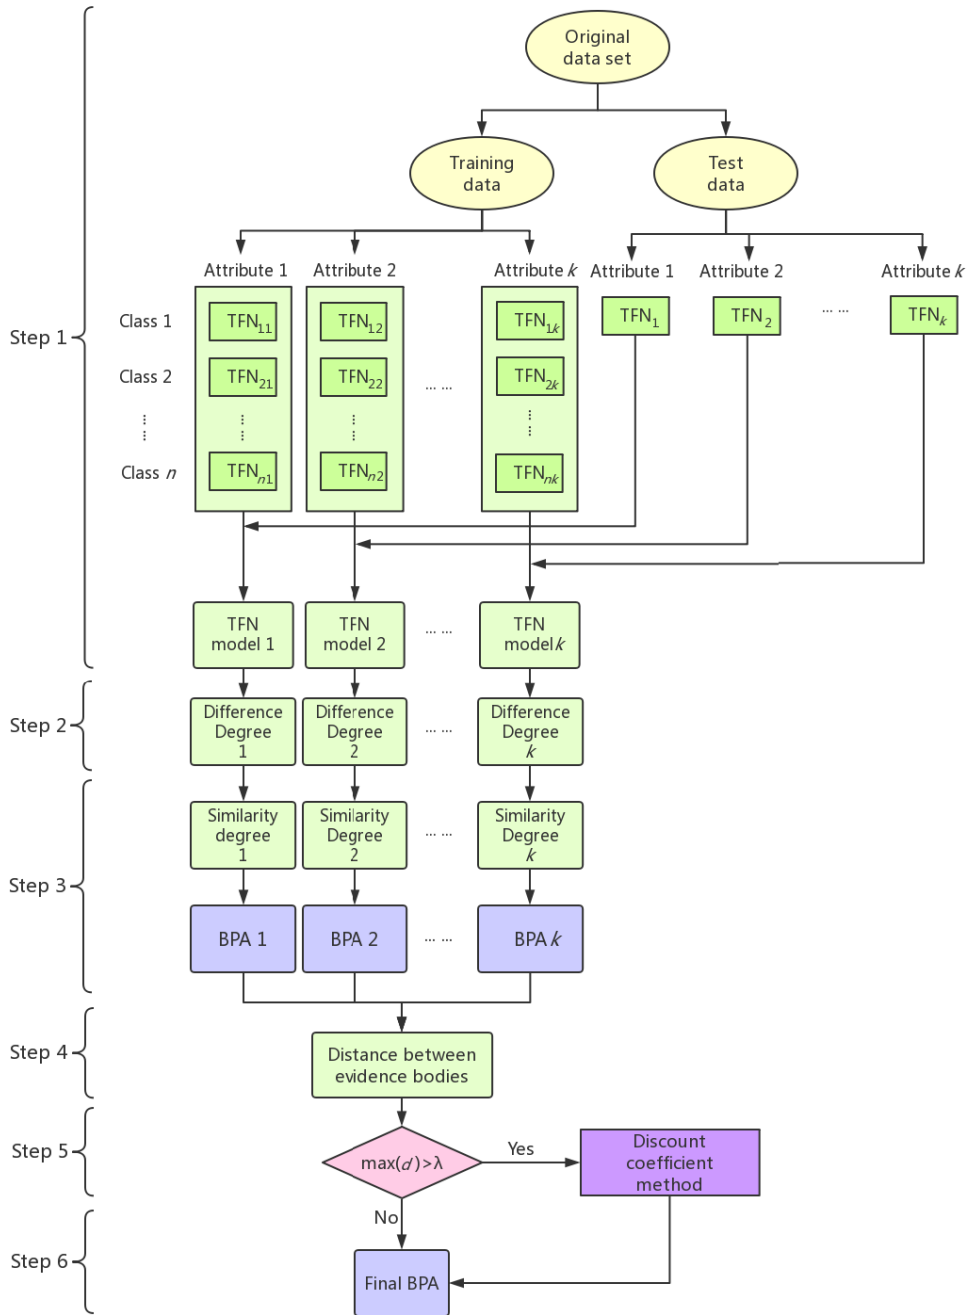 Original
data set
Training
data
Test
data
Attribute 1
Attribute 2
Attribute k
Attribute 1
Attribute 2
Attribute k
Step 1
Class 1
TFN11
TFN12
TFN1k
TFN1
TFN2
... ...
TFNk
Class 2
TFN21
TFN22
... ...
TFN2k
Class n
TFNn1
TFNn2
TFNnk
TFN
model 1
TFN
model 2
... ...
TFN
model k
Step 2
Difference
Degree
1
Difference
Degree
2
... ...
Difference
Degree
k
Step 3
Similarity
degree
1
Similarity
Degree
2
... ...
Similarity
Degree
k
BPA 1
BPA 2
... ...
BPA k
Step 4
Distance between
evidence bodies
Step 5
max(d)>λ
Yes
Discount
coefficient
method
No
Step 6
Final BPA